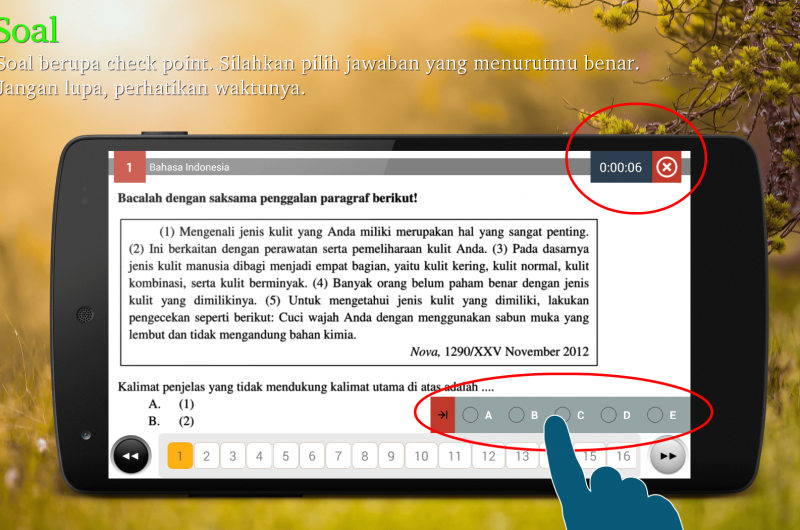 Soal
Soal berupa check point. Silahkan pilih jawaban yang menurutmu benar.
Jangan lupa, perhatikan waktunya.
1 Bahasa Indonesia 0:00:06
Bacalah dengan saksama penggalan paragraf berikut!
(1) Mengenali jenis kulit yang Anda miliki merupakan hal yang sangat penting.
(2) Ini berkaitan dengan perawatan serta pemeliharaan kulit Anda. (3) Pada dasarnya
jenis kulit manusia dibagi menjadi empat bagian, yaitu kulit kering, kulit normal, kulit
kombinasi, serta kulit berminyak. (4) Banyak orang belum paham benar dengan jenis
kulit yang dimilikinya. (5) Untuk mengetahui jenis kulit yang dimiliki, lakukan
pengecekan seperti berikut: Cuci wajah Anda dengan menggunakan sabun muka yang
lembut dan tidak mengandung bahan kimia.
Nova, 1290/XXV November 2012
Kalimat penjelas yang tidak mendukung kalimat utama di atas adalah ....
A. (1)
B. (2)
A B C D E
1 2 3 4 5 6 7 8 9 10 11 12 13 15 16